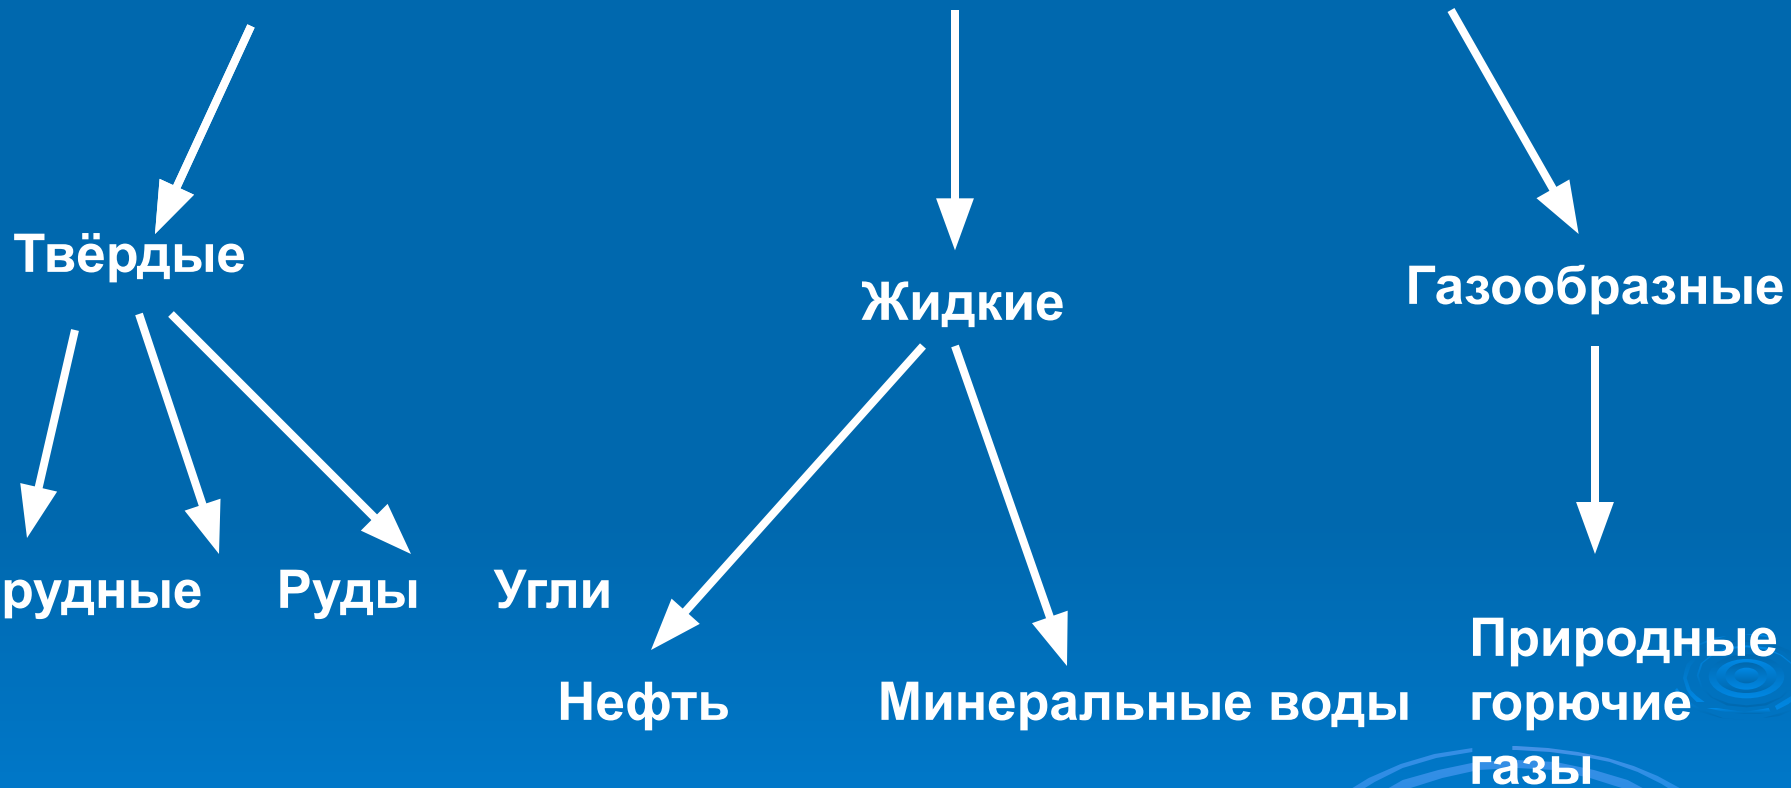 Твёрдые
Жидкие
Газообразные
рудные Руды Угли
Нефть Минеральные воды
Природные
горючие
газы